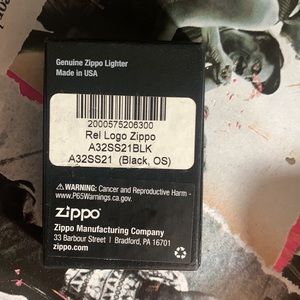 Genuine Zippo Lighter
Made in USA
2000575206300
Rel Logo Zippo
A32SS21BLK
A32SS21 (Black, OS)
⚠WARNING: Cancer and Reproductive Harm -
www.P65Warnings.ca.gov.
zippo
Zippo Manufacturing Company
33 Barbour Street | Bradford, PA 16701
zippo.com